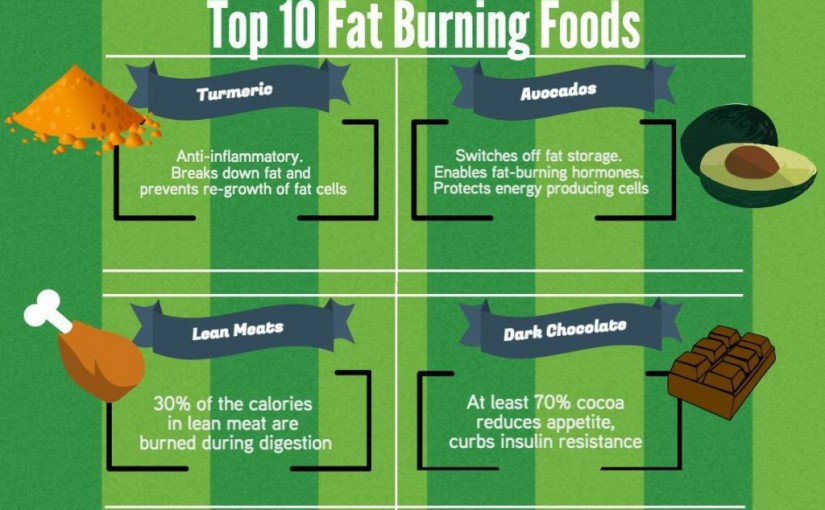 Top 10 Fat Burning Foods
Turmeric
Anti-inflammatory.
Breaks down fat and
prevents re-growth of fat cells
Avocados
Switches off fat storage.
Enables fat-burning hormones.
Protects energy producing cells
Lean Meats
30% of the calories
in lean meat are
burned during digestion
Dark Chocolate
At least 70% cocoa
reduces appetite,
curbs insulin resistance